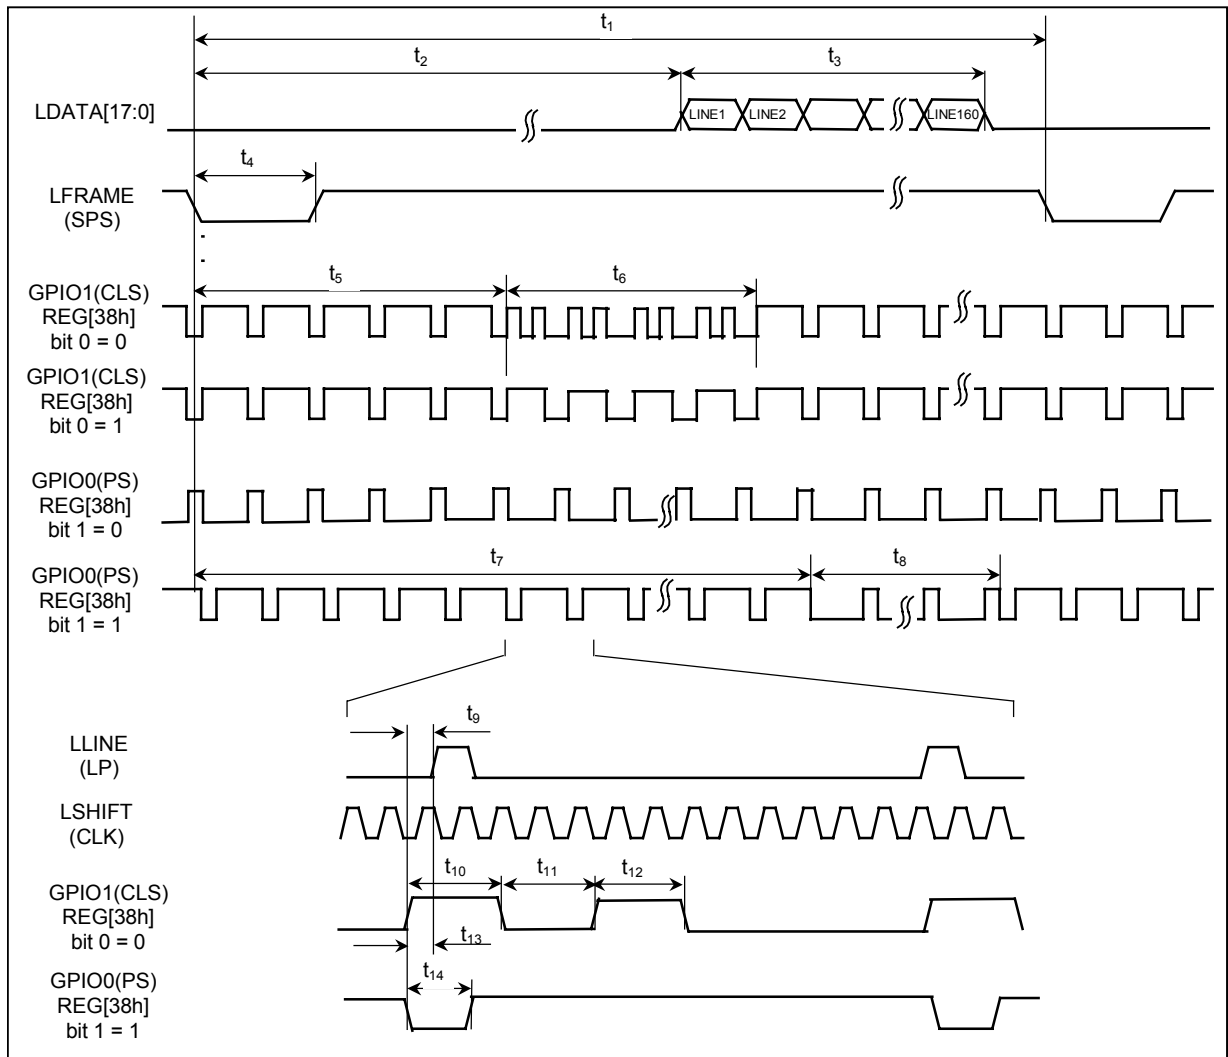 t1
t2
t3
LDATA[17:0]
LINE1
LINE2
LINE160
t4
LFRAME
(SPS)
t5
t6
GPIO1(CLS)
REG[38h]
bit 0 = 0
GPIO1(CLS)
REG[38h]
bit 0 = 1
GPIO0(PS)
REG[38h]
bit 1 = 0
t7
t8
GPIO0(PS)
REG[38h]
bit 1 = 1
t9
LLINE
(LP)
LSHIFT
(CLK)
t10
t11
t12
GPIO1(CLS)
REG[38h]
bit 0 = 0
t13
t14
GPIO0(PS)
REG[38h]
bit 1 = 1